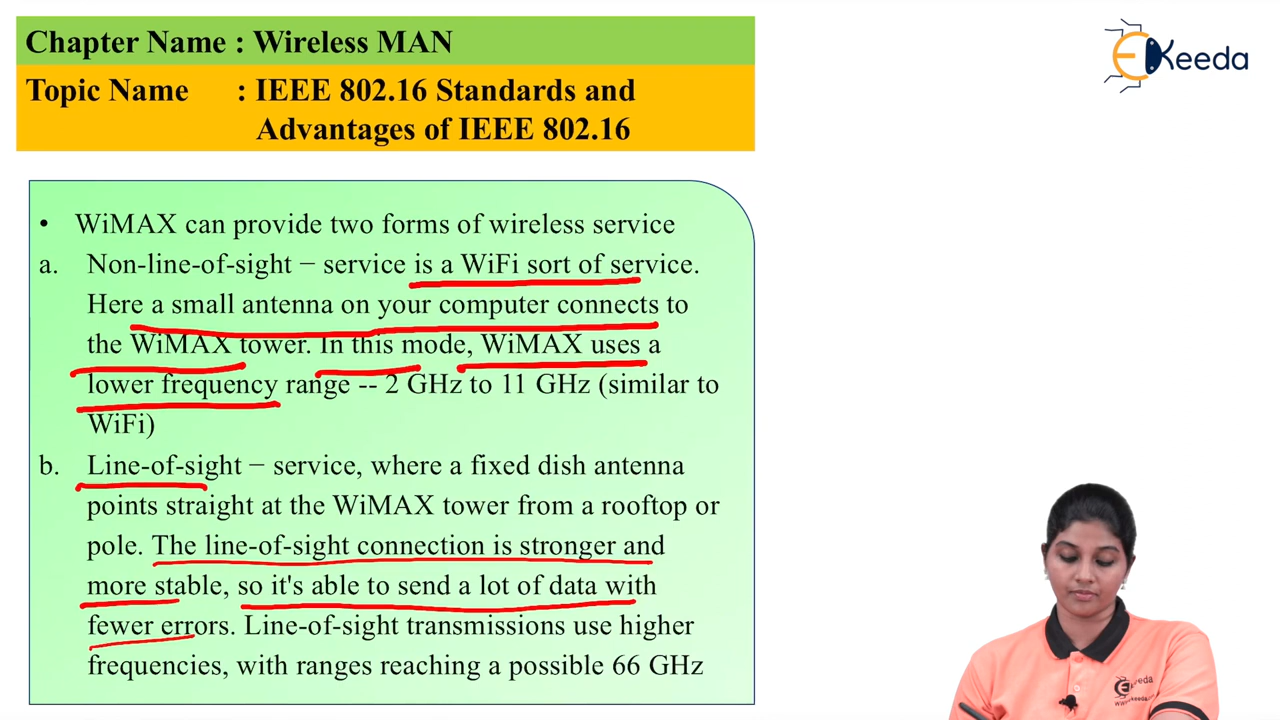 Chapter Name : Wireless MAN
Topic Name : IEEE 802.16 Standards and
Advantages of IEEE 802.16
EKeeda
• WiMAX can provide two forms of wireless service
a. Non-line-of-sight − service is a WiFi sort of service.
Here a small antenna on your computer connects to
the WiMAX tower. In this mode, WiMAX uses a
lower frequency range -- 2 GHz to 11 GHz (similar to
WiFi)
b. Line-of-sight − service, where a fixed dish antenna
points straight at the WiMAX tower from a rooftop or
pole. The line-of-sight connection is stronger and
more stable, so it's able to send a lot of data with
fewer errors. Line-of-sight transmissions use higher
frequencies, with ranges reaching a possible 66 GHz
EKeeda